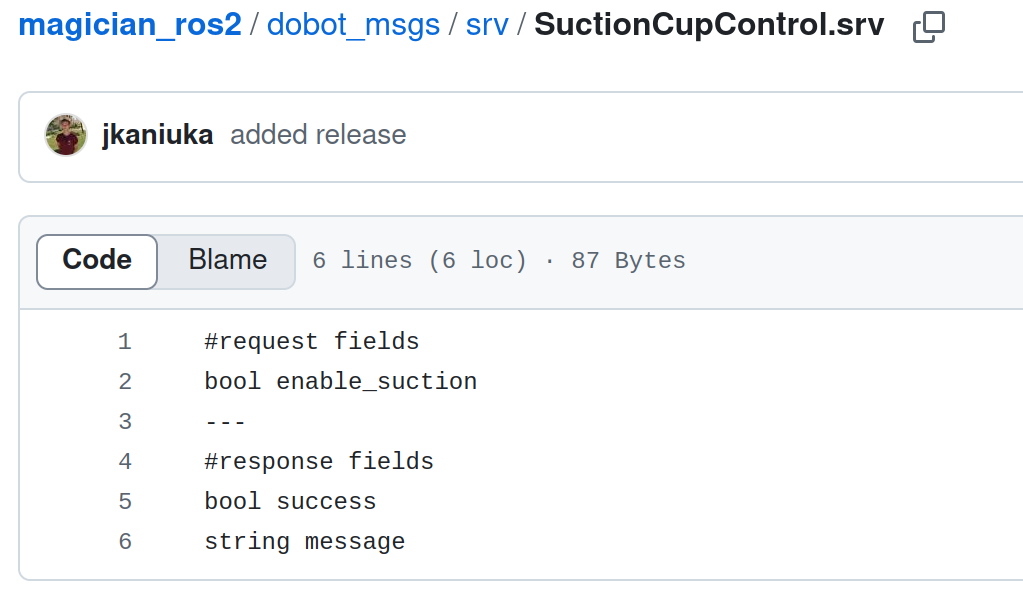 magician_ros2 / dobot_msgs / srv / SuctionCupControl.srv
jkaniuka added release
Code Blame 6 lines (6 loc) · 87 Bytes
1 #request fields
2 bool enable_suction
3 ---
4 #response fields
5 bool success
6 string message